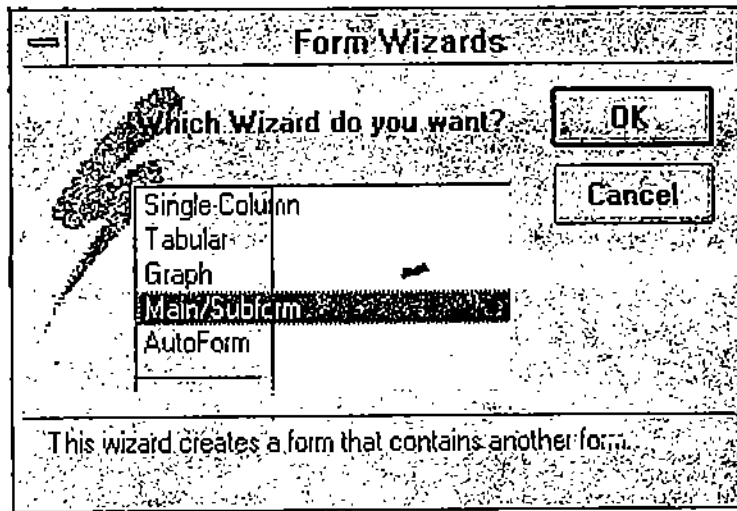 Form Wizards
Which Wizard do you want?
OK
Cancel
Single-Column
Tabular
Graph
Main/Subform
AutoForm
This wizard creates a form that contains another form.